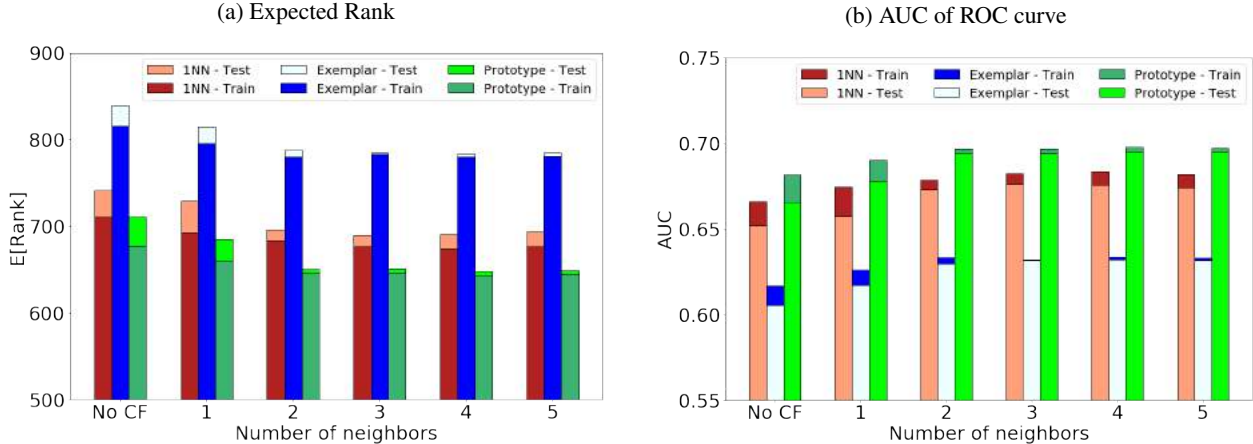 (a) Expected Rank
900
800
700
600
500
E[Rank]
1NN - Test
Exemplar - Test
Prototype - Test
1NN - Train
Exemplar - Train
Prototype - Train
No CF 1 2 3 4 5
Number of neighbors
(b) AUC of ROC curve
0.75
0.70
0.65
0.60
0.55
AUC
1NN - Train
Exemplar - Train
Prototype - Train
1NN - Test
Exemplar - Test
Prototype - Test
No CF 1 2 3 4 5
Number of neighbors